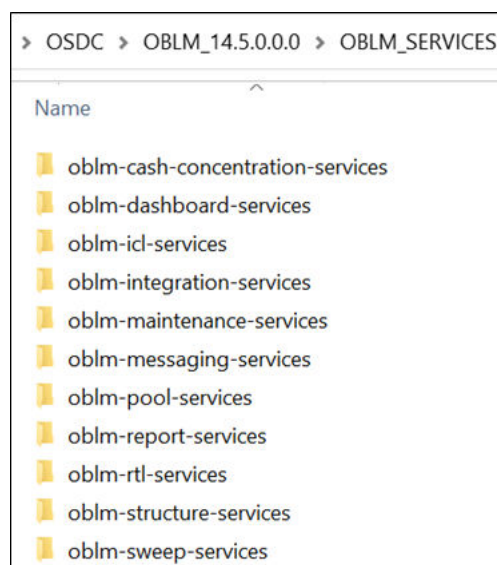 > OSDC > OBLM_14.5.0.0.0 > OBLM_SERVICES
Name
oblm-cash-concentration-services
oblm-dashboard-services
oblm-icl-services
oblm-integration-services
oblm-maintenance-services
oblm-messaging-services
oblm-pool-services
oblm-report-services
oblm-rtl-services
oblm-structure-services
oblm-sweep-services